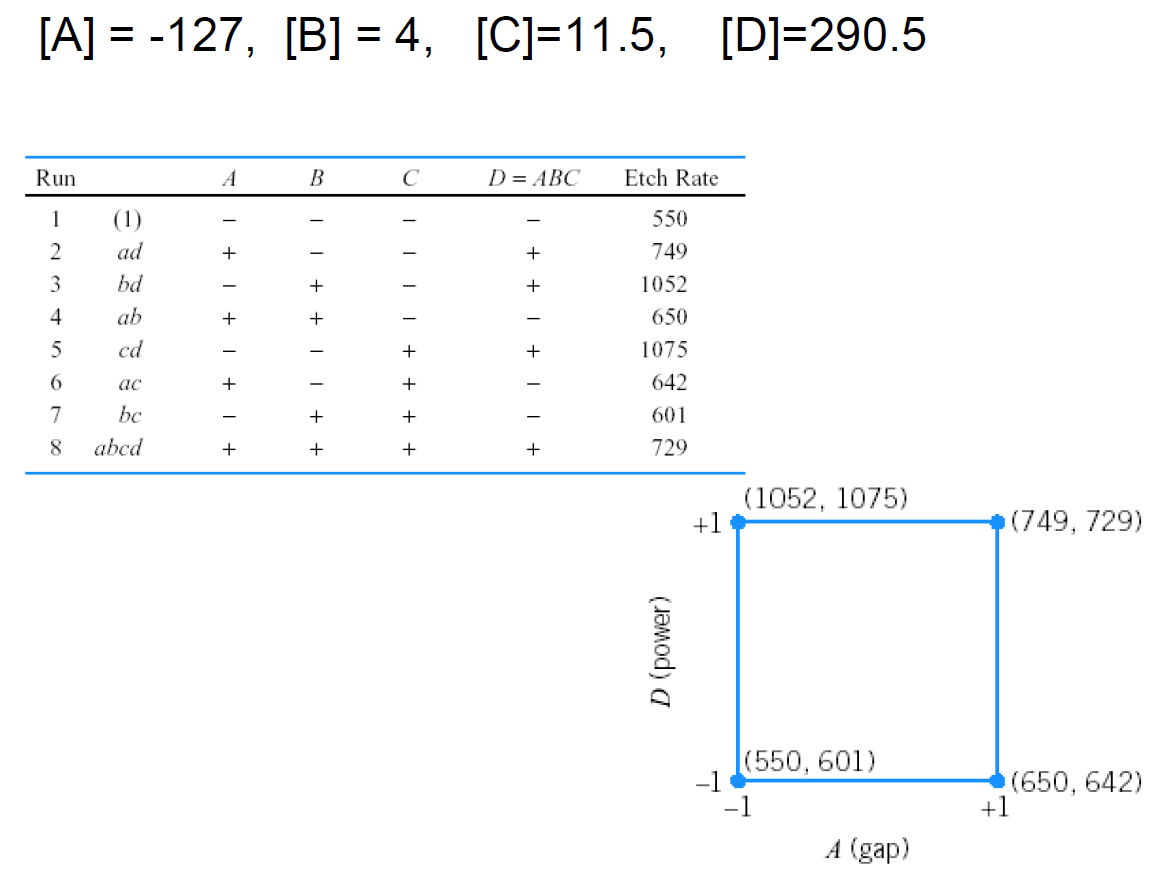 [A] = -127, [B] = 4, [C]=11.5, [D]=290.5
Run A B C D = ABC Etch Rate
1 (1) − − − − 550
2 ad + − − + 749
3 bd − + − + 1052
4 ab + + − − 650
5 cd − − + + 1075
6 ac + − + − 642
7 bc − + + − 601
8 abcd + + + + 729
(1052, 1075)
+1 (749, 729)
D (power)
(550, 601)
−1 (650, 642)
−1 +1
A (gap)